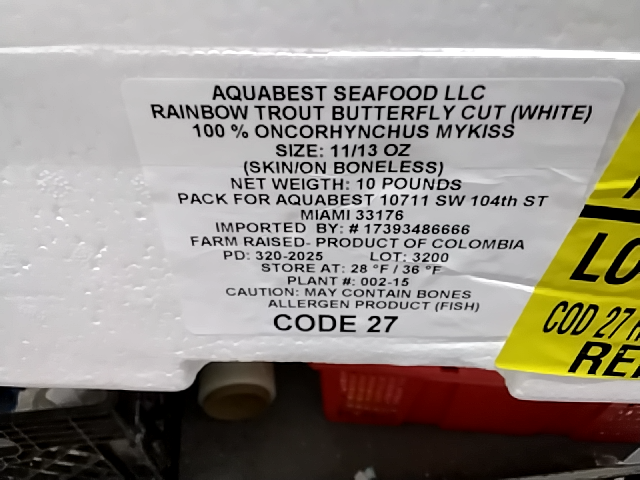 AQUABEST SEAFOOD LLC
RAINBOW TROUT BUTTERFLY CUT (WHITE)
100 % ONCORHYNCHUS MYKISS
SIZE: 11/13 OZ
(SKIN/ON BONELESS)
NET WEIGTH: 10 POUNDS
PACK FOR AQUABEST 10711 SW 104th ST
MIAMI 33176
IMPORTED BY: # 17393486666
FARM RAISED- PRODUCT OF COLOMBIA
PD: 320-2025 LOT: 3200
STORE AT: 28 °F / 36 °F
PLANT #: 002-15
CAUTION: MAY CONTAIN BONES
ALLERGEN PRODUCT (FISH)
CODE 27
LO
COD 27
RE